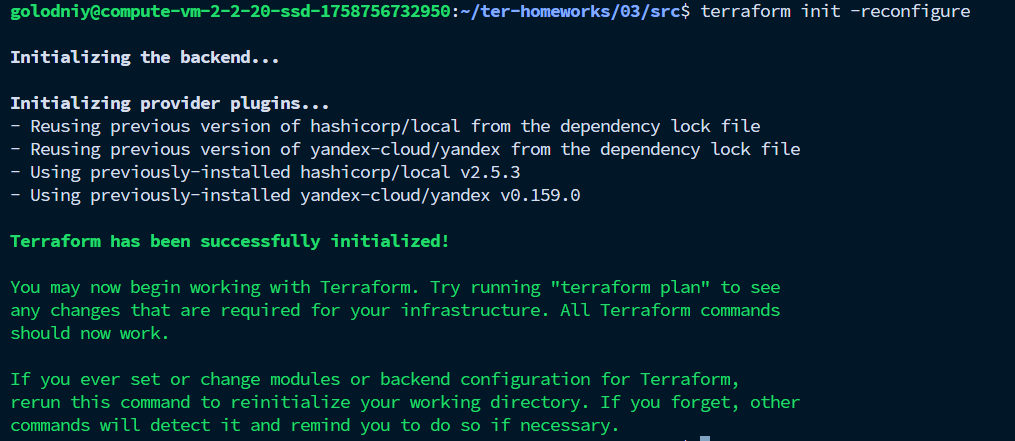 golodniy@compute-vm-2-2-20-ssd-1758756732950:~/ter-homeworks/03/src$ terraform init -reconfigure
Initializing the backend...
Initializing provider plugins...
- Reusing previous version of hashicorp/local from the dependency lock file
- Reusing previous version of yandex-cloud/yandex from the dependency lock file
- Using previously-installed hashicorp/local v2.5.3
- Using previously-installed yandex-cloud/yandex v0.159.0
Terraform has been successfully initialized!
You may now begin working with Terraform. Try running "terraform plan" to see
any changes that are required for your infrastructure. All Terraform commands
should now work.
If you ever set or change modules or backend configuration for Terraform,
rerun this command to reinitialize your working directory. If you forget, other
commands will detect it and remind you to do so if necessary.